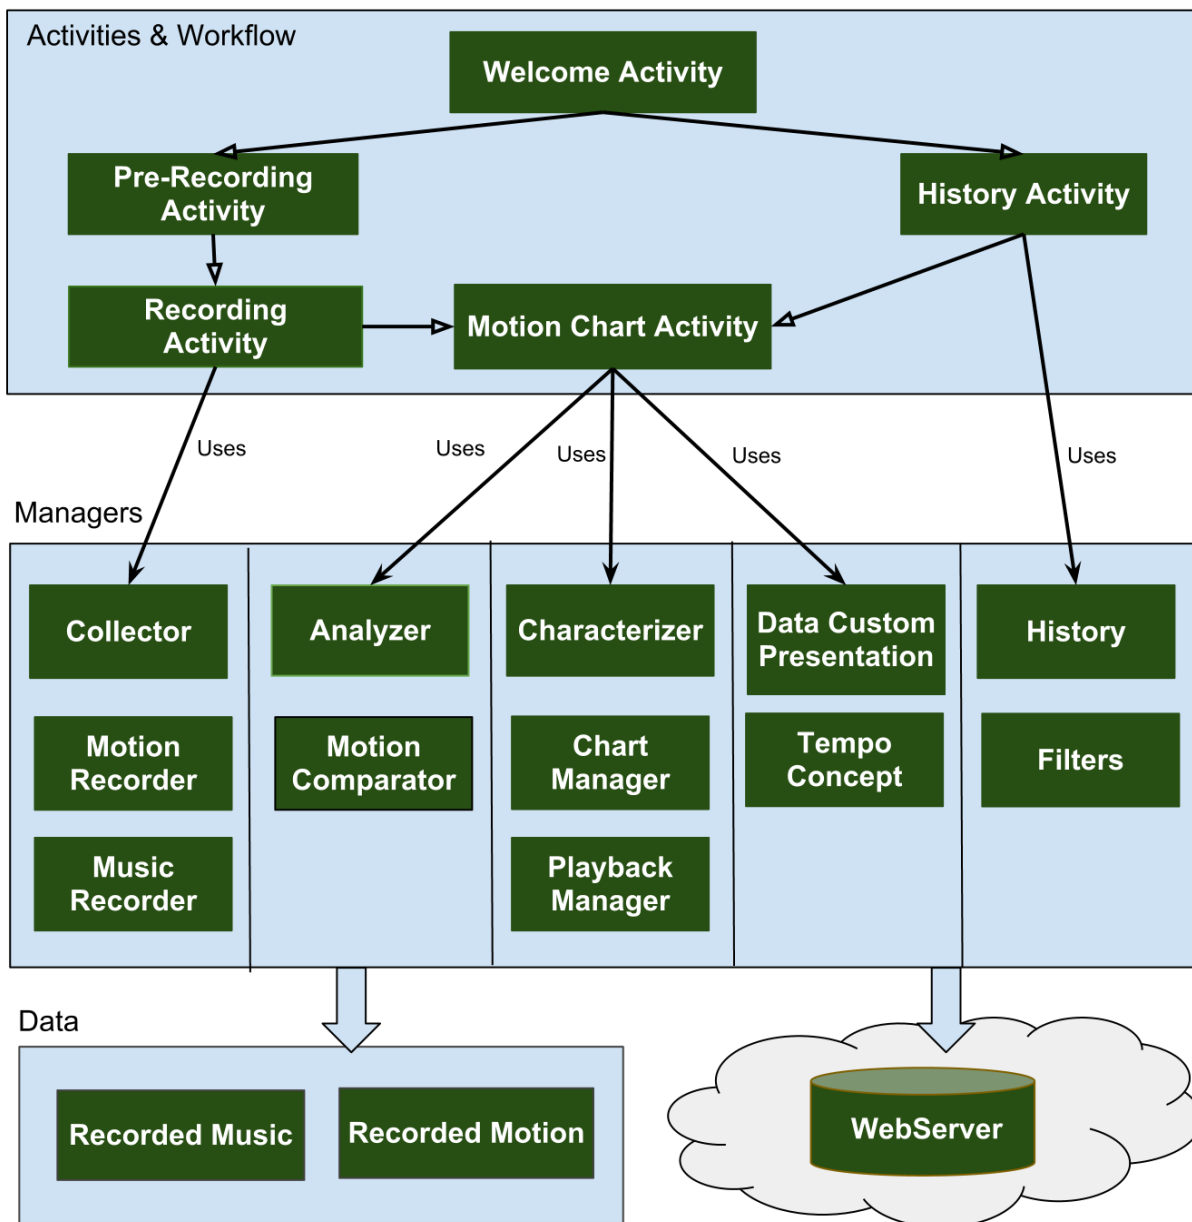 Activities & Workflow
Welcome Activity
Pre-Recording
Activity
History Activity
Recording
Activity
Motion Chart Activity
Uses
Uses
Uses
Uses
Uses
Managers
Collector
Analyzer
Characterizer
Data Custom
Presentation
History
Motion
Recorder
Motion
Comparator
Chart
Manager
Tempo
Concept
Filters
Music
Recorder
Playback
Manager
Data
Recorded Music
Recorded Motion
WebServer